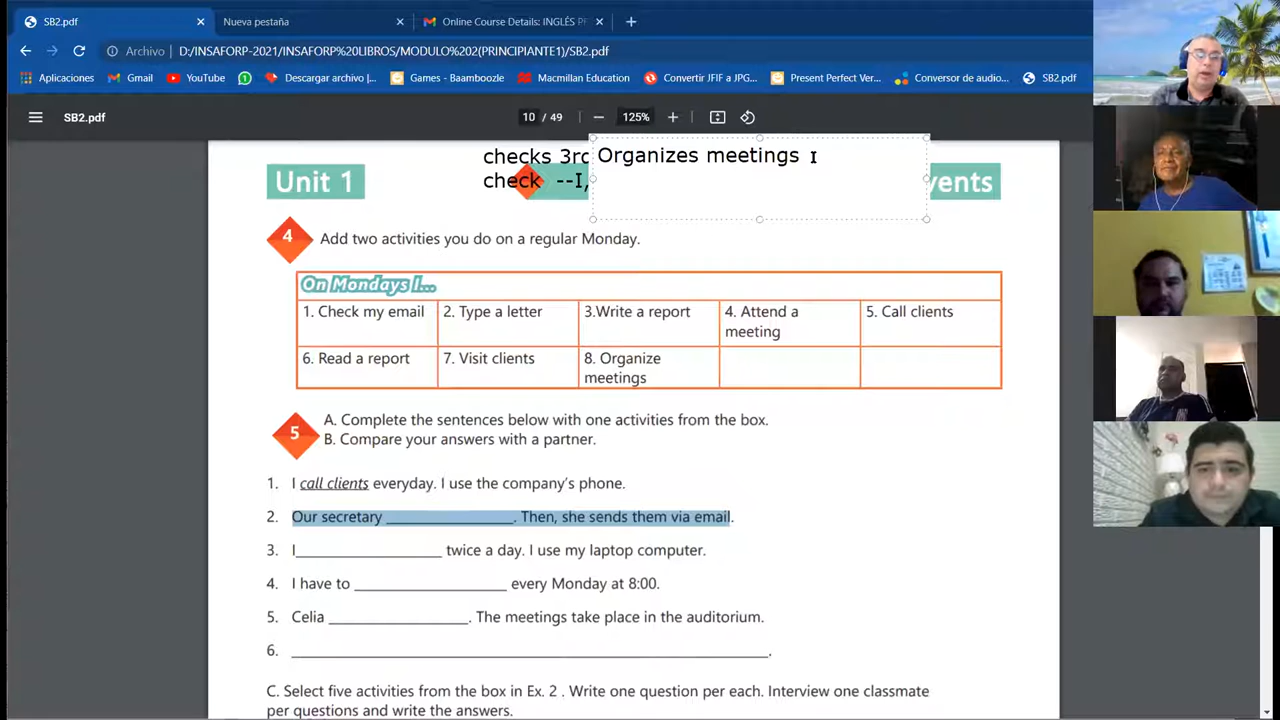 SB2.pdf
Nueva pestaña
Online Course Details: INGLÉS PR
Archivo D:/INSAFORP-2021/INSAFORP%20LIBROS/MODULO%202(PRINCIPIANTE1)/SB2.pdf
Aplicaciones Gmail YouTube Descargar archivo |... Games - Baamboozle Macmillan Education Convertir JFIF a JPG... Present Perfect Ver... Conversor de audio... SB2.pdf
SB2.pdf 10 / 49 125%
checks 3rd Organizes meetings
check --I,
Unit 1 vents
4 Add two activities you do on a regular Monday.
On Mondays I...
1. Check my email 2. Type a letter 3.Write a report 4. Attend a meeting 5. Call clients
6. Read a report 7. Visit clients 8. Organize meetings
5 A. Complete the sentences below with one activities from the box.
B. Compare your answers with a partner.
1. I call clients everyday. I use the company's phone.
2. Our secretary _______________. Then, she sends them via email.
3. I_________________ twice a day. I use my laptop computer.
4. I have to __________________ every Monday at 8:00.
5. Celia ________________. The meetings take place in the auditorium.
6. _________________________________________________________.
C. Select five activities from the box in Ex. 2 . Write one question per each. Interview one classmate
per questions and write the answers.